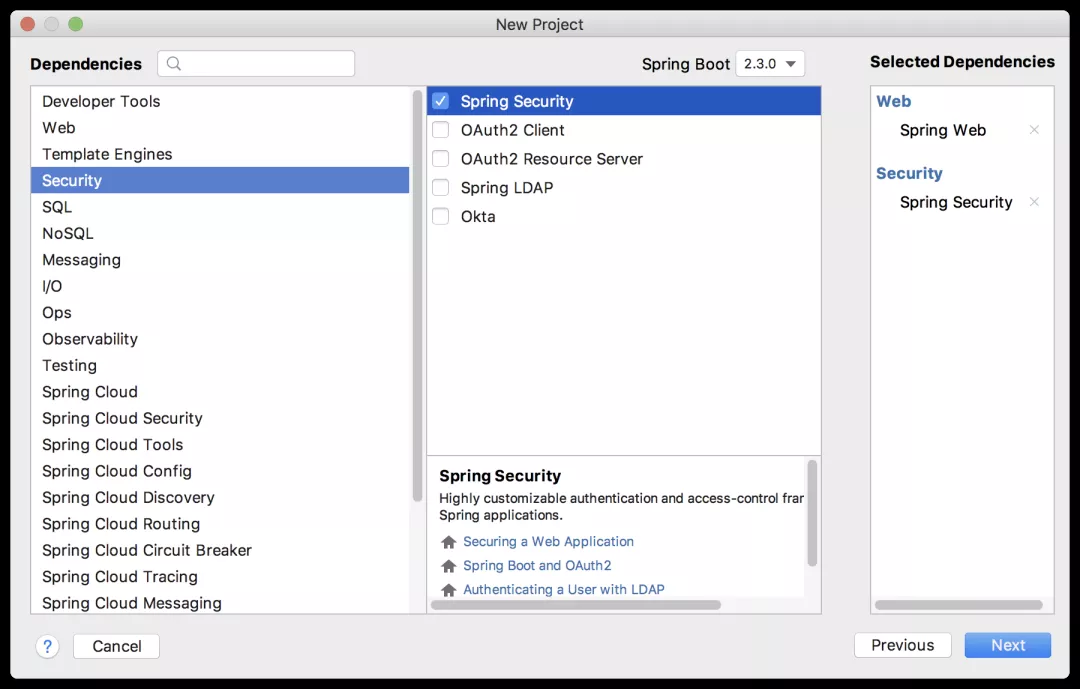 New Project
Dependencies
Spring Boot 2.3.0
Selected Dependencies
Developer Tools
Web
Template Engines
Security
SQL
NoSQL
Messaging
I/O
Ops
Observability
Testing
Spring Cloud
Spring Cloud Security
Spring Cloud Tools
Spring Cloud Config
Spring Cloud Discovery
Spring Cloud Routing
Spring Cloud Circuit Breaker
Spring Cloud Tracing
Spring Cloud Messaging
Spring Security
OAuth2 Client
OAuth2 Resource Server
Spring LDAP
Okta
Spring Security
Highly customizable authentication and access-control fra
Spring applications.
Securing a Web Application
Spring Boot and OAuth2
Authenticating a User with LDAP
Web
Spring Web
Security
Spring Security
?
Cancel
Previous
Next